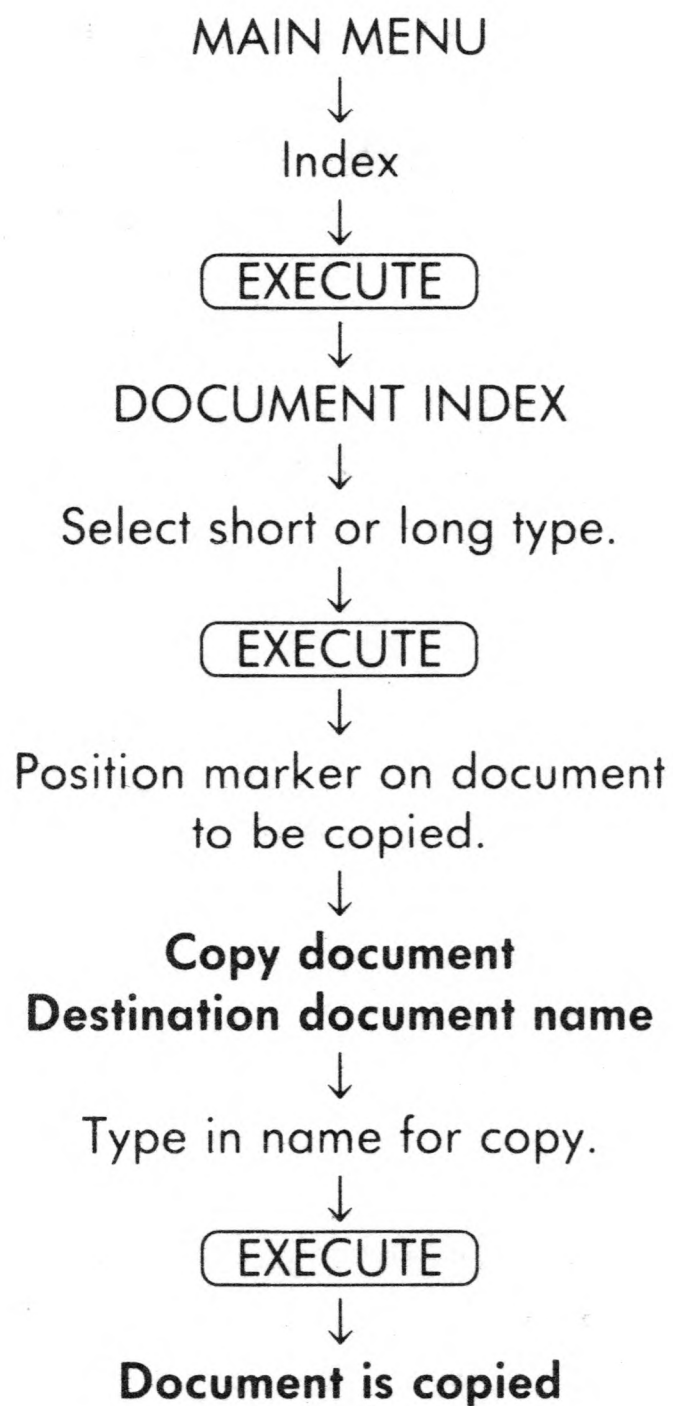 MAIN MENU
↓
Index
↓
EXECUTE
↓
DOCUMENT INDEX
↓
Select short or long type.
↓
EXECUTE
↓
Position marker on document
to be copied.
↓
Copy document
Destination document name
↓
Type in name for copy.
↓
EXECUTE
↓
Document is copied